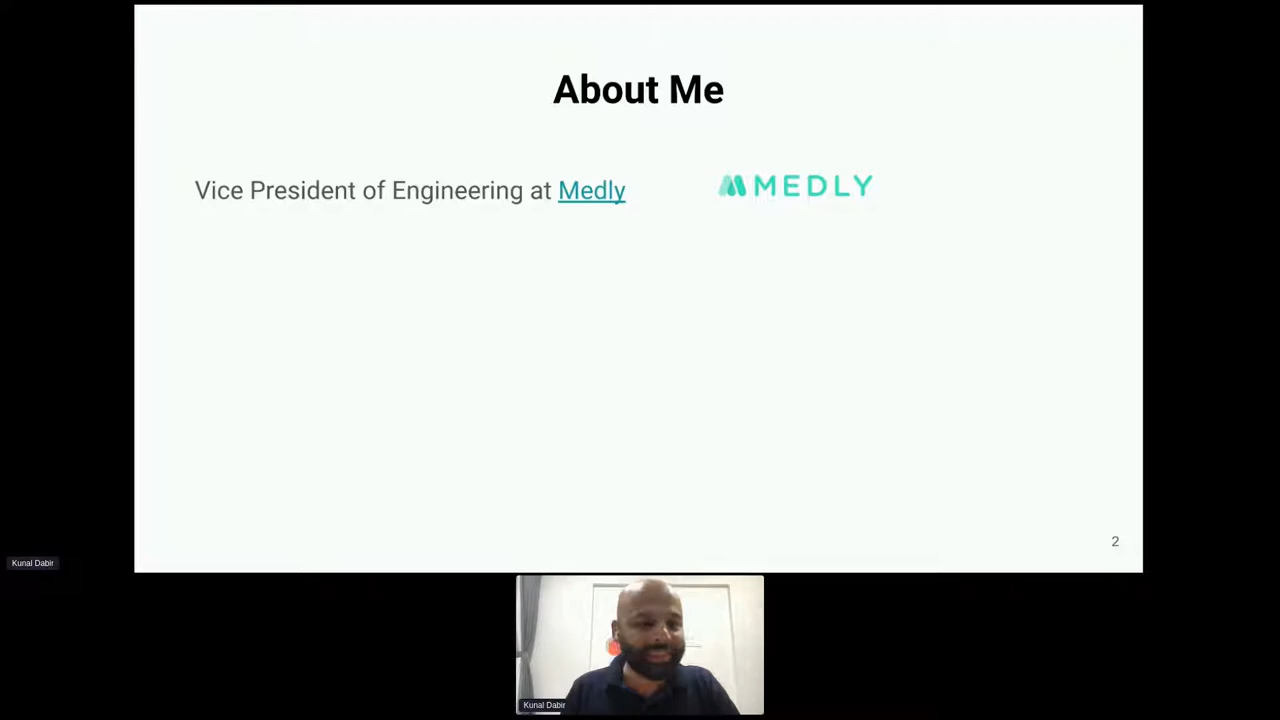 About Me
Vice President of Engineering at Medly
MEDLY
2
Kunal Dabir
Kunal Dabir